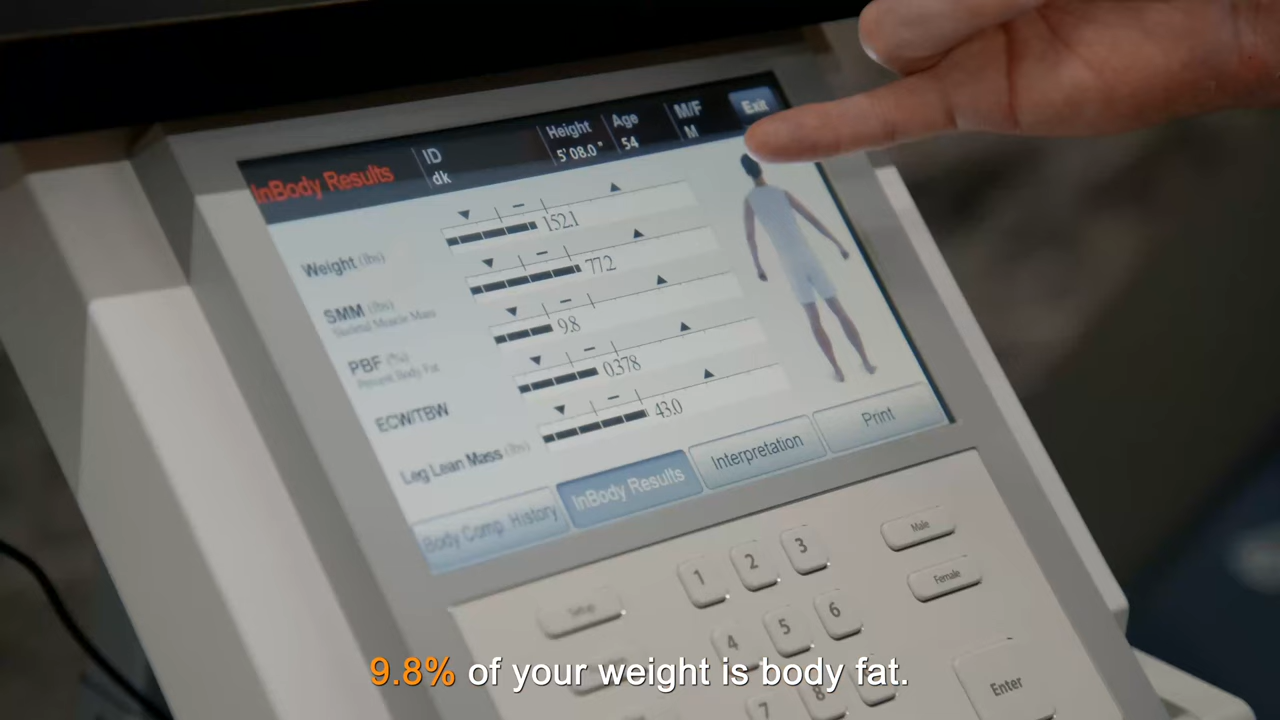 InBody Results
ID
dk
Height
5' 08.0 "
Age
54
M/F
M
Exit
Weight (lbs)
152.1
SMM (lbs)
Skeletal Muscle Mass
77.2
PBF (%)
Percent Body Fat
9.8
ECW/TBW
0.378
Leg Lean Mass (lbs)
43.0
Body Comp. History
InBody Results
Interpretation
Print
1
2
3
Male
Setup
4
5
6
Female
7
8
Enter
9.8% of your weight is body fat.